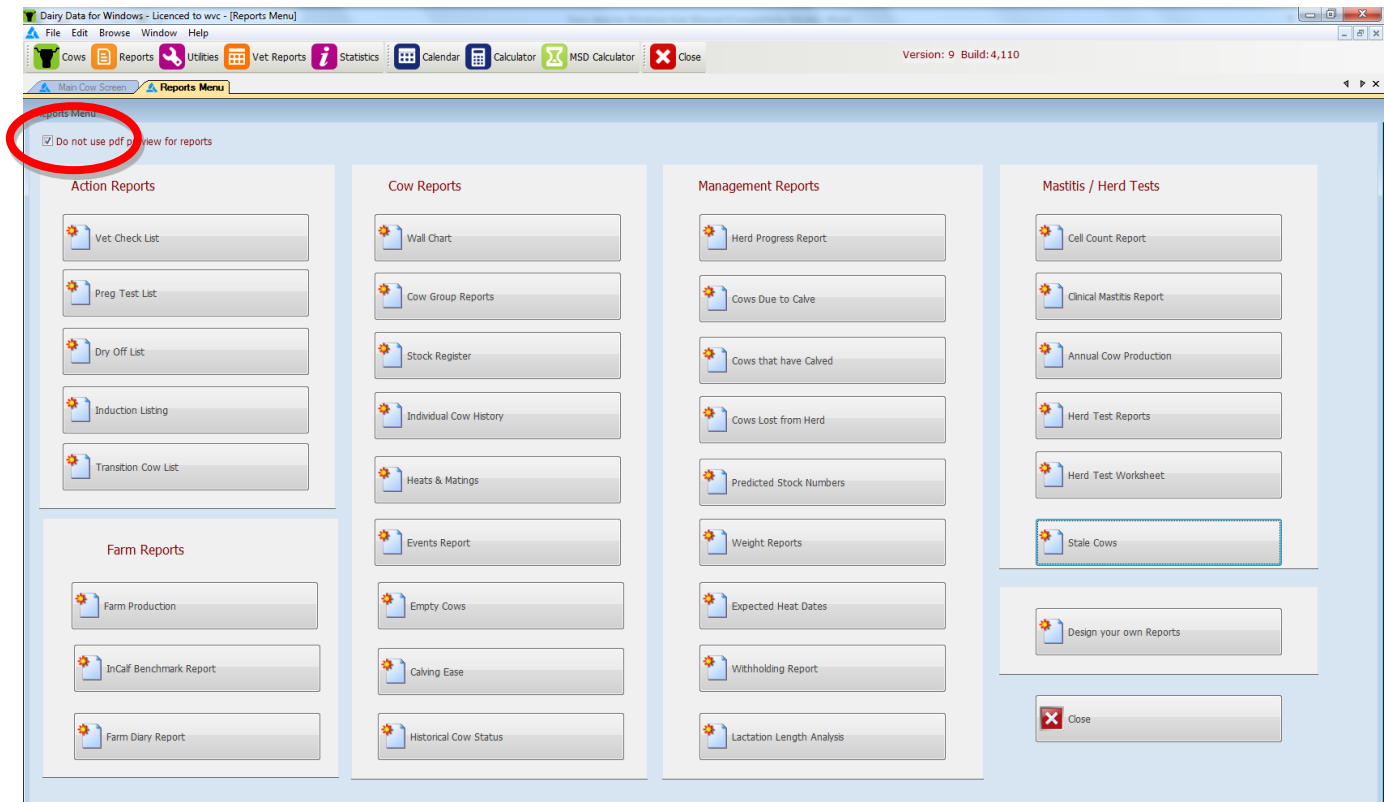 Dairy Data for Windows - Licenced to wvc - [Reports Menu]
File Edit Browse Window Help
Cows Reports Utilities Vet Reports Statistics Calendar Calculator MSD Calculator Close Version: 9 Build:4,110
Main Cow Screen Reports Menu
Reports Menu
Do not use pdf preview for reports
Action Reports
Vet Check List
Preg Test List
Dry Off List
Induction Listing
Transition Cow List
Farm Reports
Farm Production
InCalf Benchmark Report
Farm Diary Report
Cow Reports
Wall Chart
Cow Group Reports
Stock Register
Individual Cow History
Heats & Matings
Events Report
Empty Cows
Calving Ease
Historical Cow Status
Management Reports
Herd Progress Report
Cows Due to Calve
Cows that have Calved
Cows Lost from Herd
Predicted Stock Numbers
Weight Reports
Expected Heat Dates
Withholding Report
Lactation Length Analysis
Mastitis / Herd Tests
Cell Count Report
Clinical Mastitis Report
Annual Cow Production
Herd Test Reports
Herd Test Worksheet
Stale Cows
Design your own Reports
Close